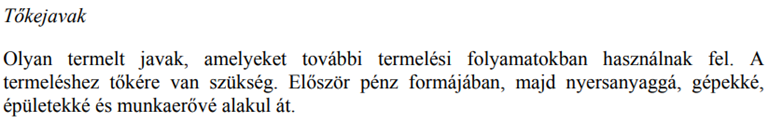 Tőkejavak
Olyan termelt javak, amelyeket további termelési folyamatokban használnak fel. A
termeléshez tőkére van szükség. Először pénz formájában, majd nyersanyaggá, gépekké,
épületekké és munkaerővé alakul át.